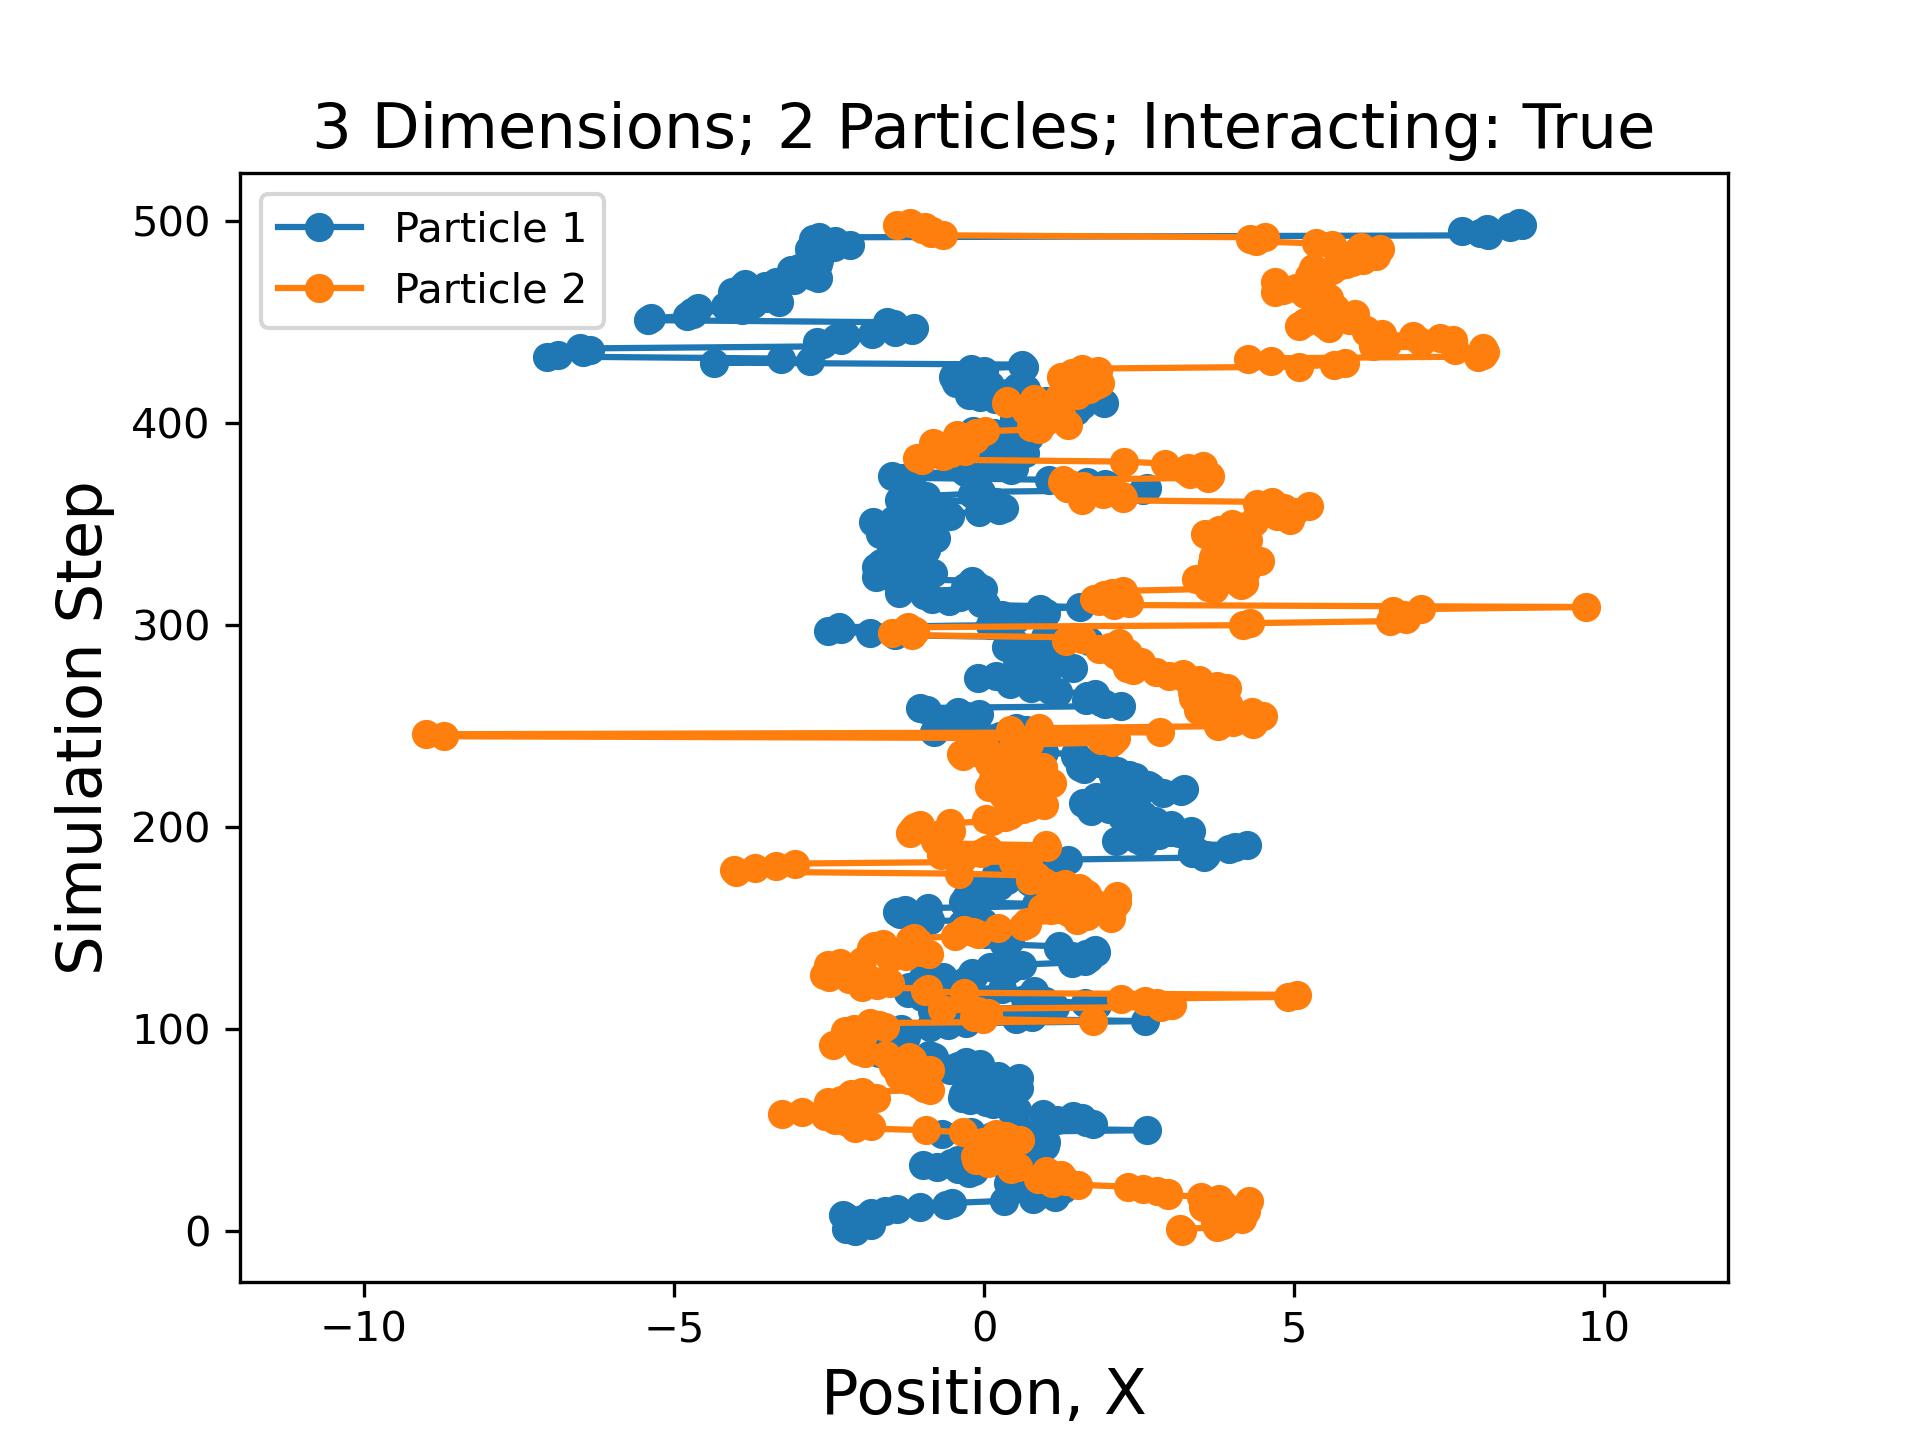 3 Dimensions; 2 Particles; Interacting: True
Particle 1
Particle 2
500
400
300
200
100
0
Simulation Step
−10
−5
0
5
10
Position, X